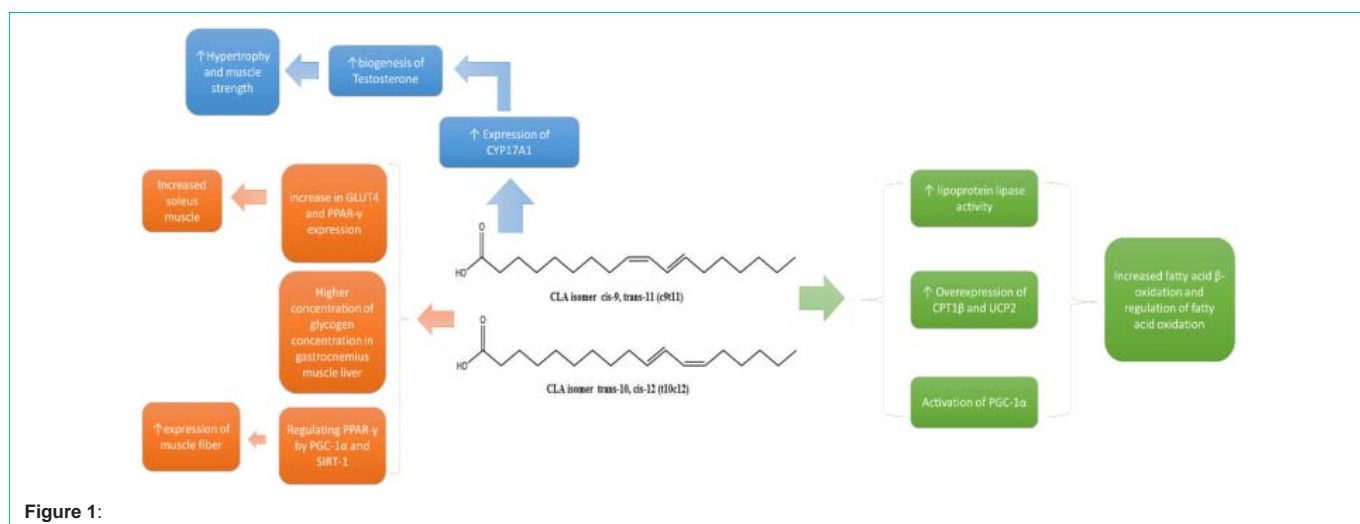 ↑Hypertrophy
and muscle
strength
↑biogenesis of
Testosterone
↑ Expression of
CYP17A1
Increased
soleus
muscle
increase in GLUT4
and PPAR-γ
expression
Higher
concentration of
glycogen
concentration in
gastrocnemius
muscle liver
↑expression of
muscle fiber
Regulating PPAR-γ
by PGC-1α and
SIRT-1
O
HO
CLA isomer cis-9, trans-11 (c9t11)
O
HO
CLA isomer trans-10, cis-12 (t10c12)
↑ lipoprotein lipase
activity
↑ Overexpression of
CPT1β and UCP2
Activation of PGC-1α
Increased fatty acid β-
oxidation and
regulation of fatty
acid oxidation
Figure 1: